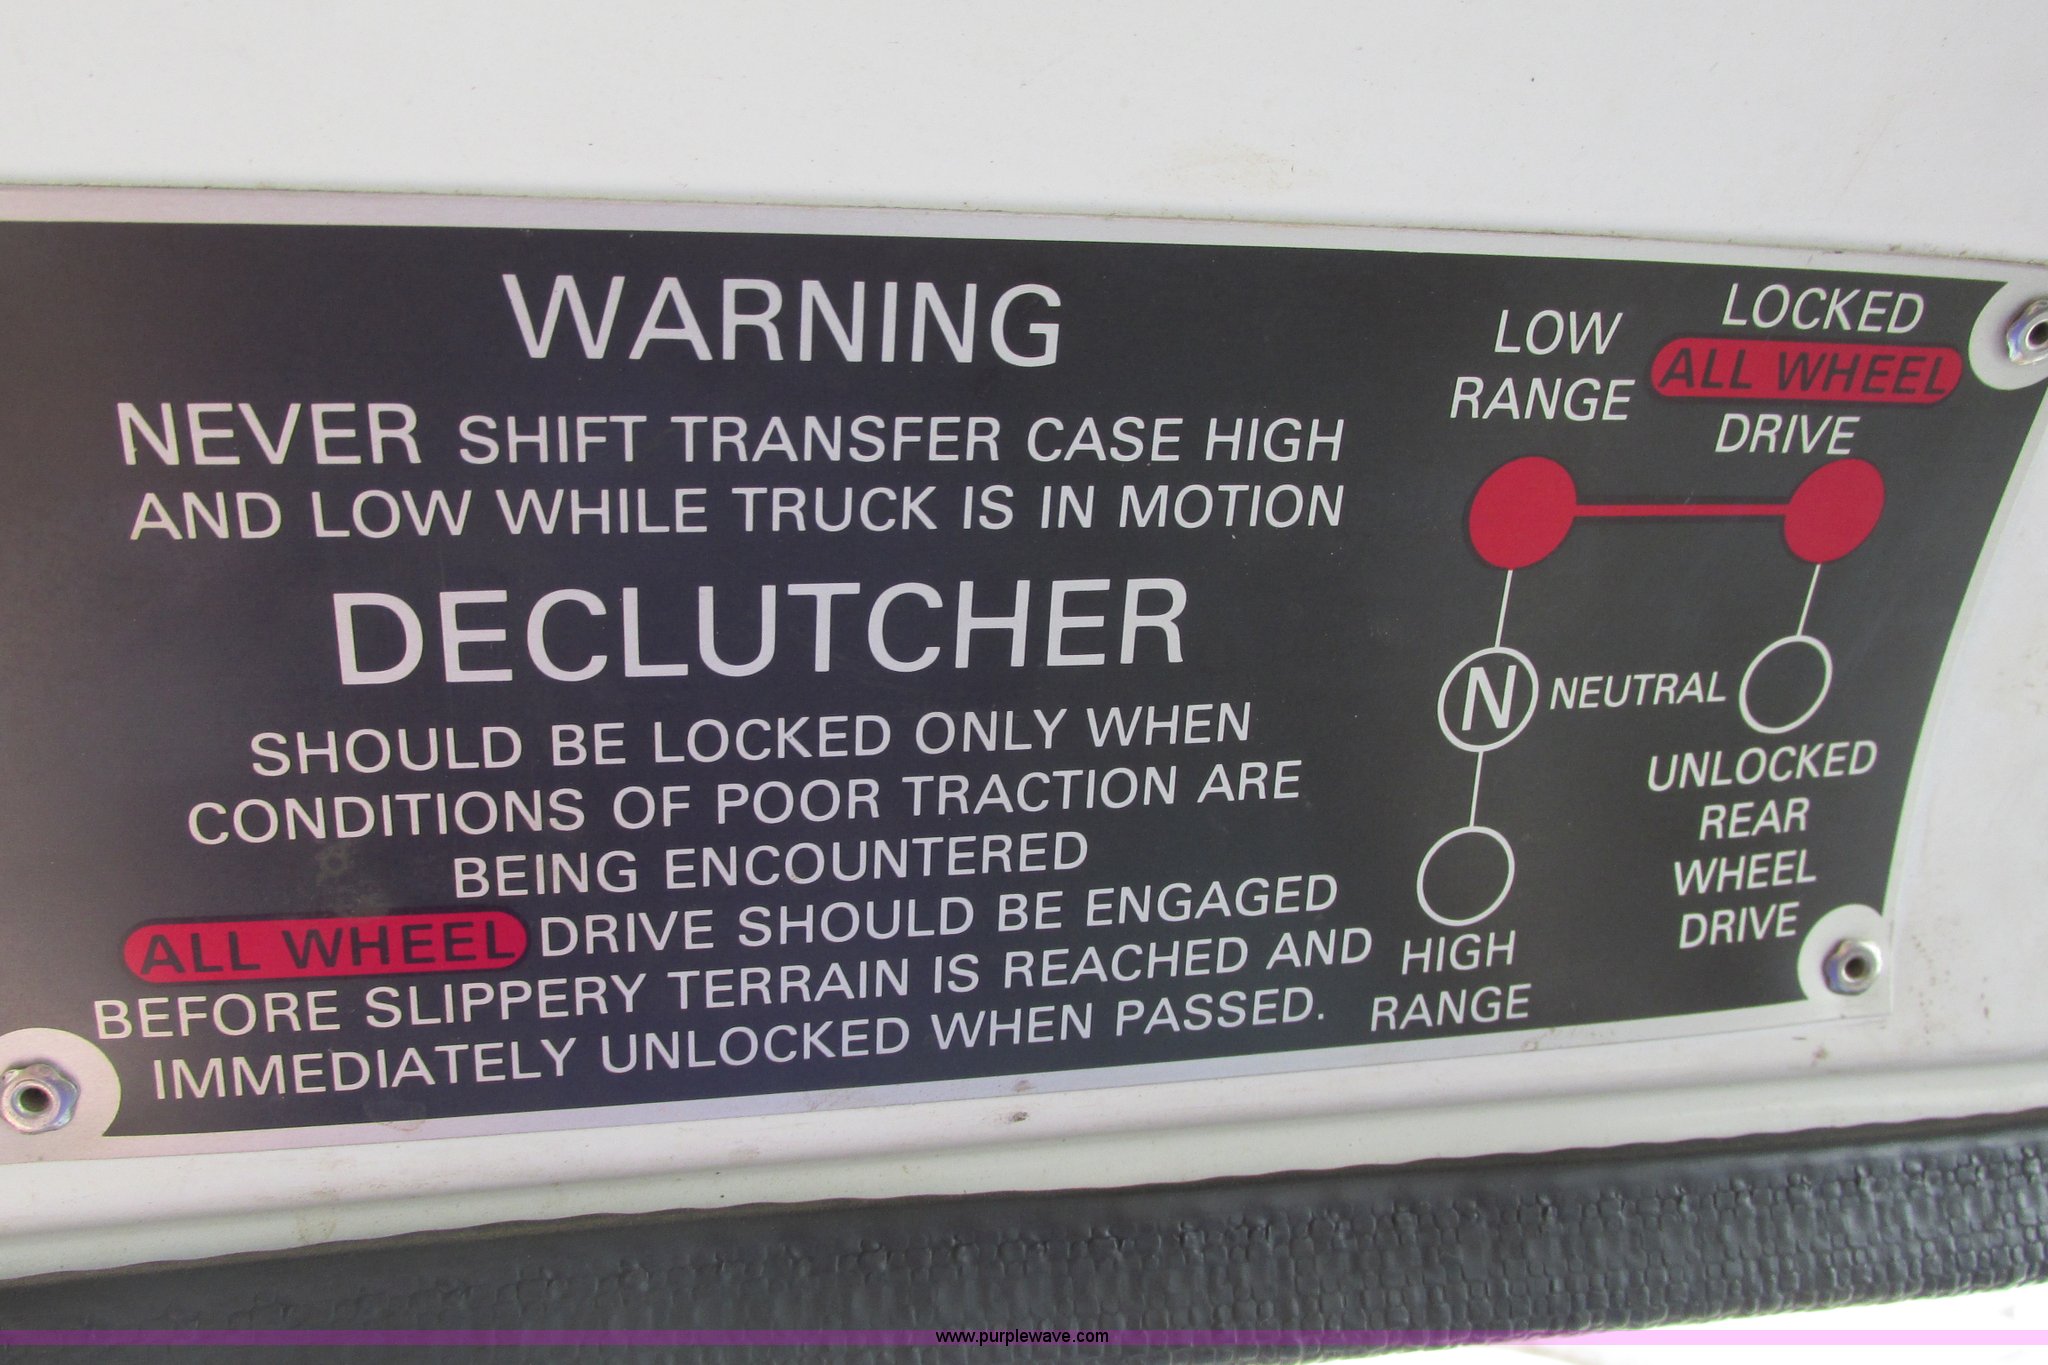 WARNING
NEVER SHIFT TRANSFER CASE HIGH
AND LOW WHILE TRUCK IS IN MOTION
DECLUTCHER
SHOULD BE LOCKED ONLY WHEN
CONDITIONS OF POOR TRACTION ARE
BEING ENCOUNTERED
ALL WHEEL DRIVE SHOULD BE ENGAGED
BEFORE SLIPPERY TERRAIN IS REACHED AND
IMMEDIATELY UNLOCKED WHEN PASSED.
LOW
RANGE
LOCKED
ALL WHEEL
DRIVE
N NEUTRAL
UNLOCKED
REAR
WHEEL
DRIVE
HIGH
RANGE
www.purplewave.com